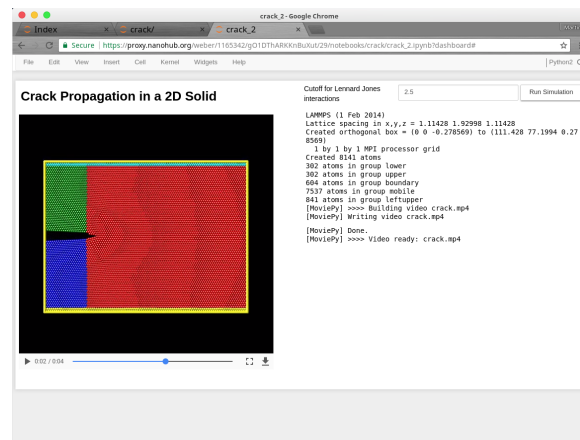 crack_2 - Google Chrome
Index
crack/
crack_2
Secure https://proxy.nanohub.org/weber/1165342/gO1DThARKKnBuXut/29/notebooks/crack/crack_2.ipynb?dashboard#
File Edit View Insert Cell Kernel Widgets Help
Python2
Crack Propagation in a 2D Solid
Cutoff for Lennard Jones
interactions
2.5
Run Simulation
LAMMPS (1 Feb 2014)
Lattice spacing in x,y,z = 1.11428 1.92998 1.11428
Created orthogonal box = (0 0 -0.278569) to (111.428 77.1994 0.27
8569)
1 by 1 by 1 MPI processor grid
Created 8141 atoms
302 atoms in group lower
302 atoms in group upper
604 atoms in group boundary
7537 atoms in group mobile
841 atoms in group leftupper
[MoviePy] >>>> Building video crack.mp4
[MoviePy] Writing video crack.mp4
[MoviePy] Done.
[MoviePy] >>>> Video ready: crack.mp4
0:02 / 0:04